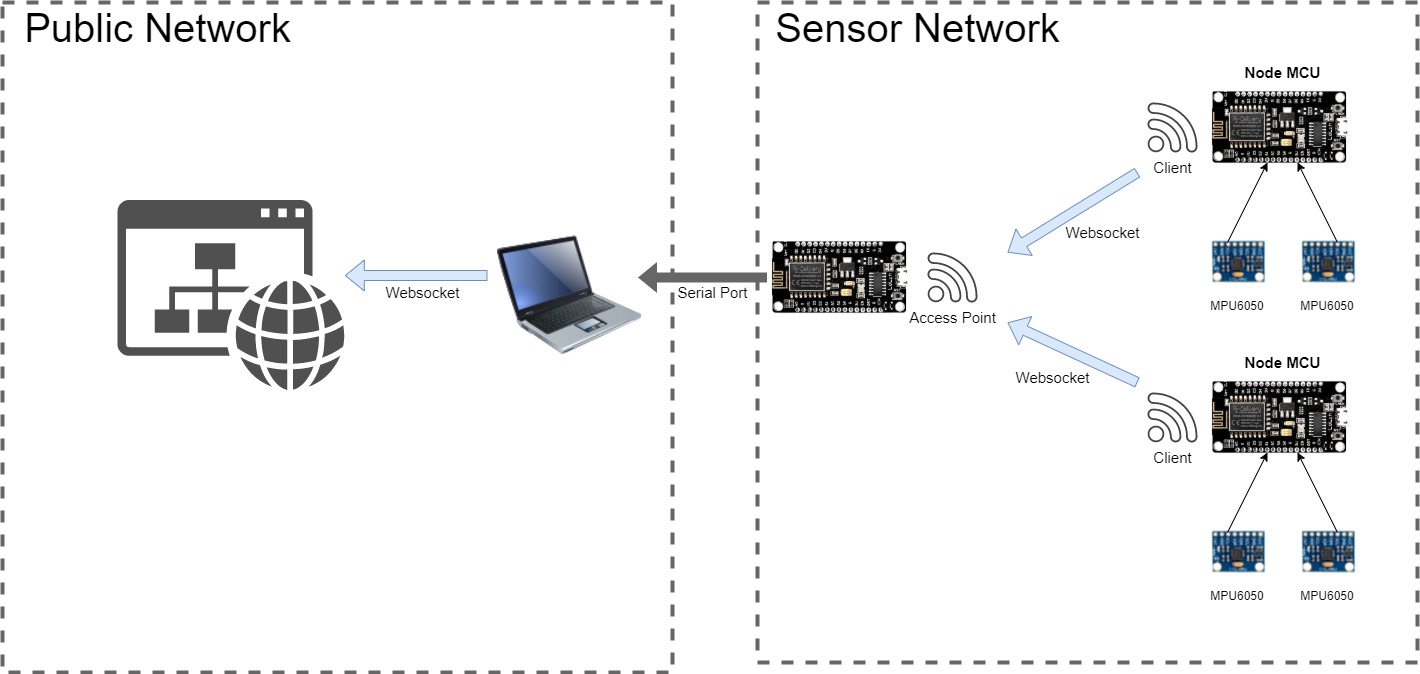 Public Network
Sensor Network
Node MCU
Client
Websocket
MPU6050
MPU6050
Websocket
Serial Port
Access Point
Node MCU
Websocket
Client
MPU6050
MPU6050